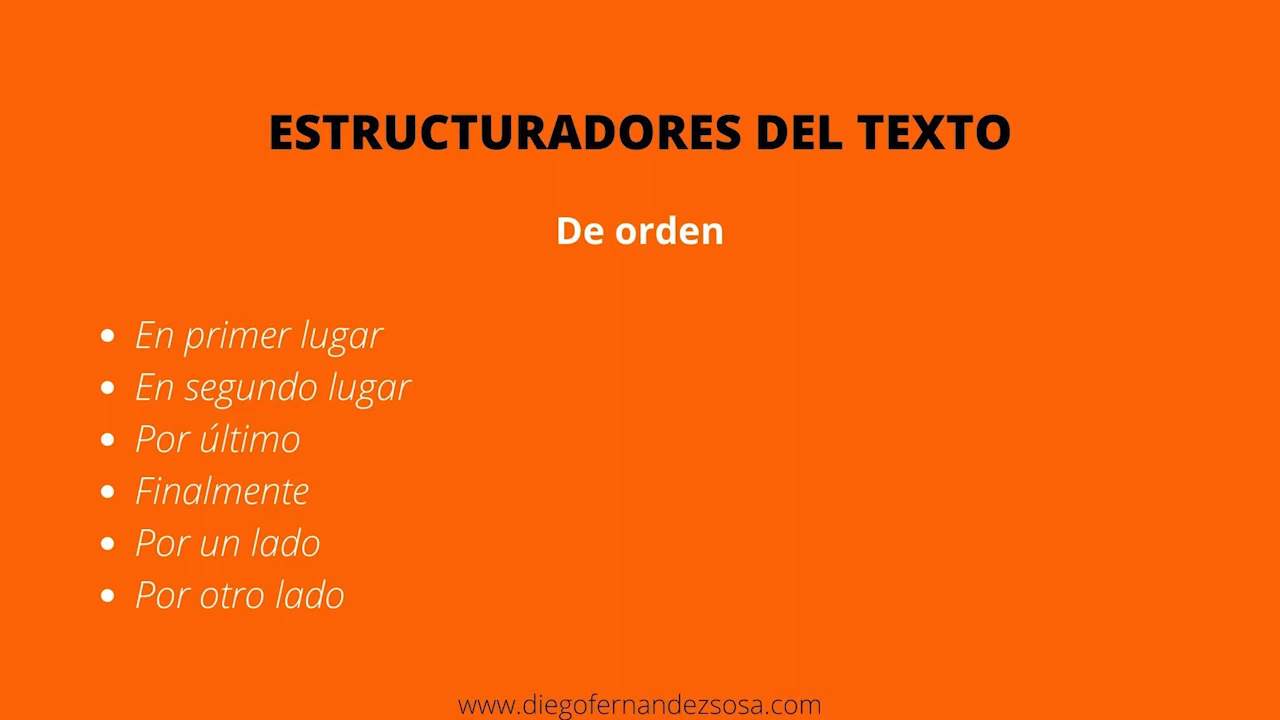 ESTRUCTURADORES DEL TEXTO
De orden
• En primer lugar
• En segundo lugar
• Por último
• Finalmente
• Por un lado
• Por otro lado
www.diegofernandezsosa.com